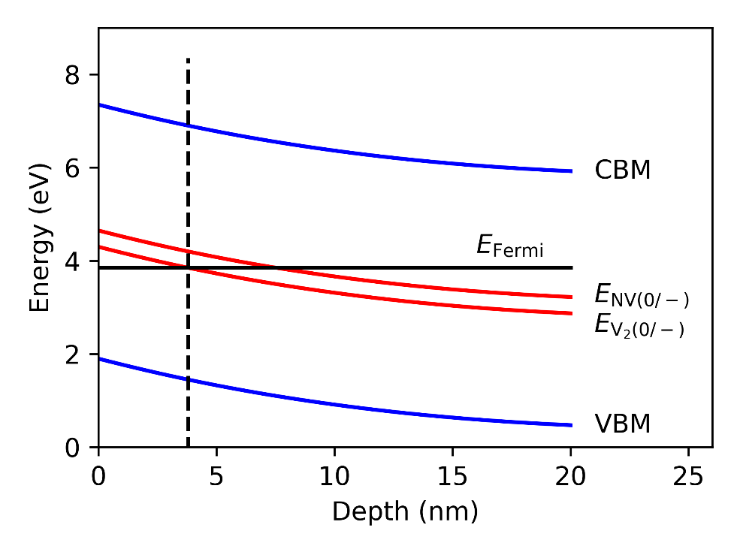 8
6
4
2
0
Energy (eV)
CBM
E_Fermi
E_NV(0/−)
E_V₂(0/−)
VBM
0 5 10 15 20 25
Depth (nm)